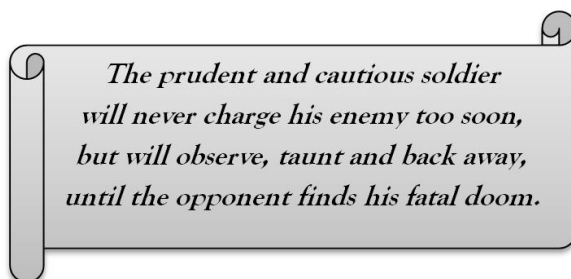 The prudent and cautious soldier
will never charge his enemy too soon,
but will observe, taunt and back away,
until the opponent finds his fatal doom.